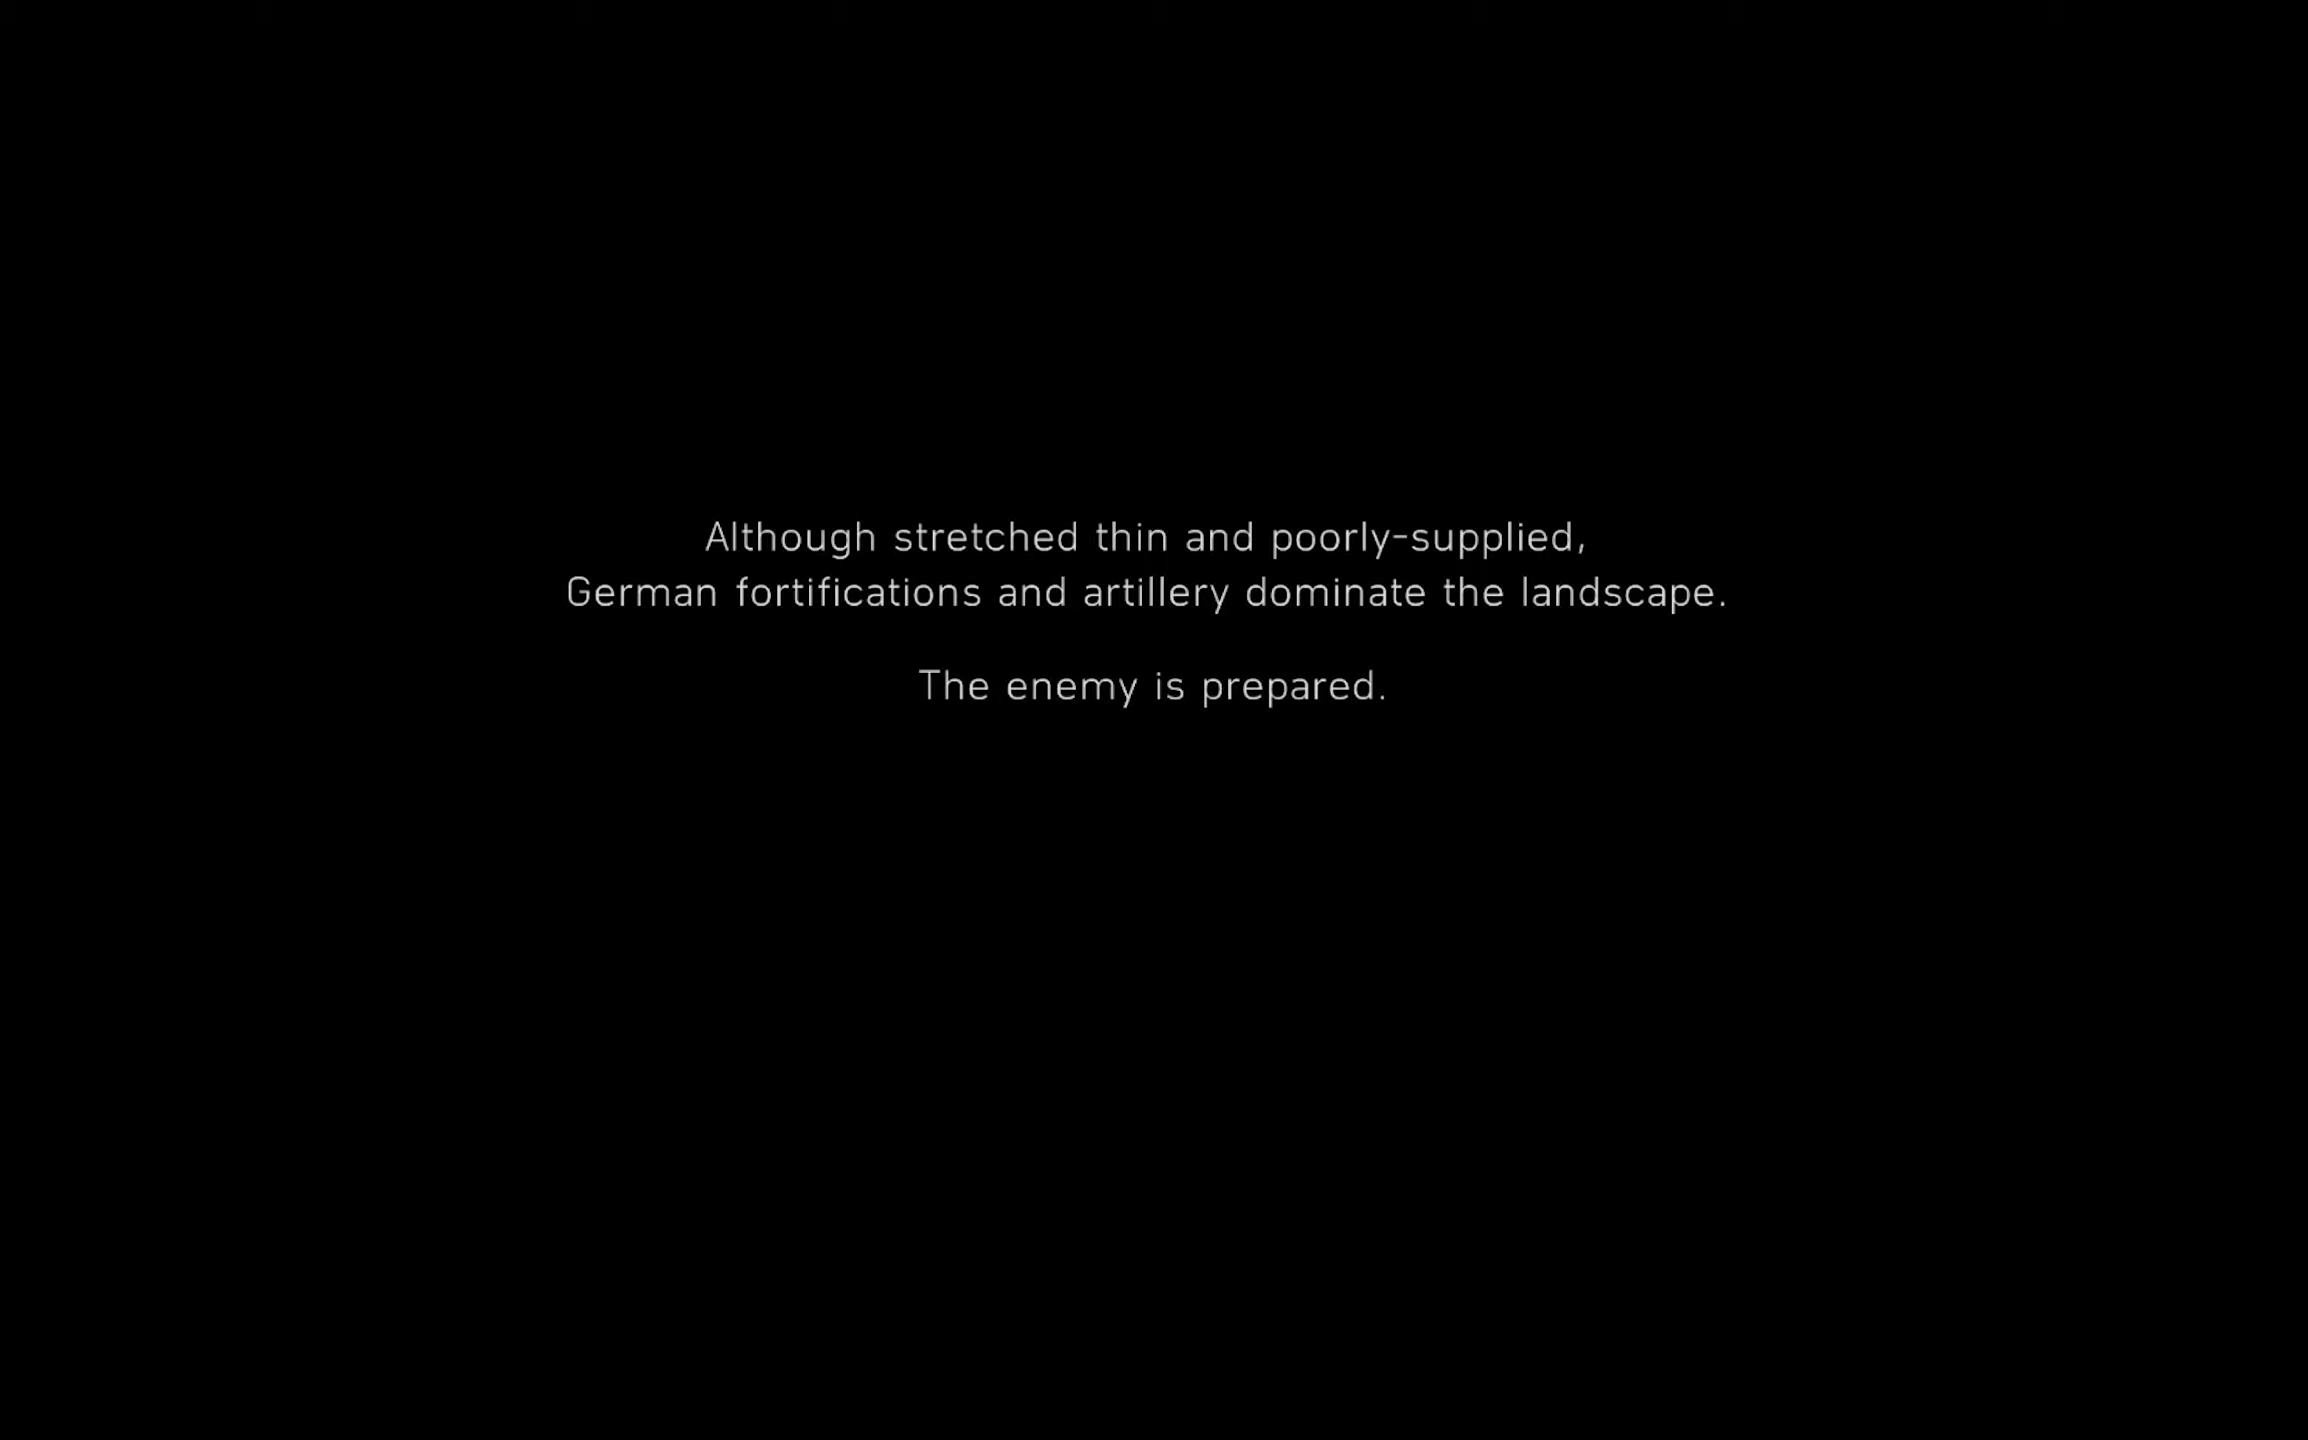 Although stretched thin and poorly-supplied,
German fortifications and artillery dominate the landscape.
The enemy is prepared.